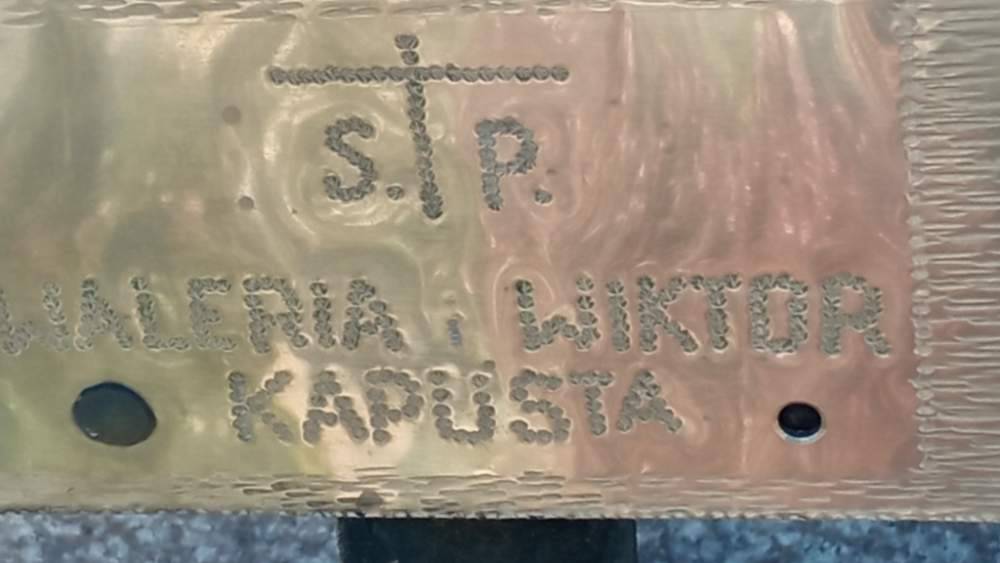 S. P.
WALERIA i WIKTOR
KAPUSTA